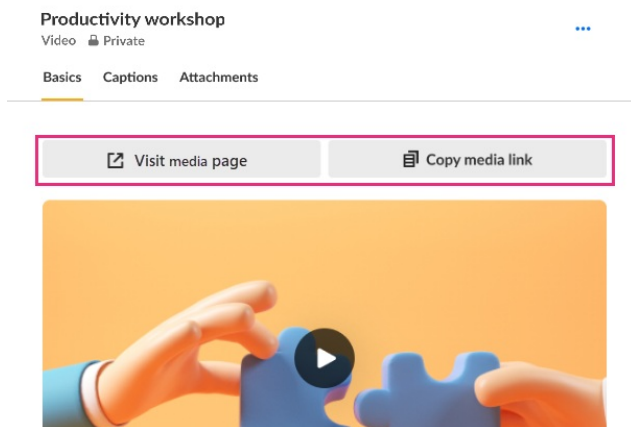 Productivity workshop
Video Private
Basics Captions Attachments
Visit media page Copy media link